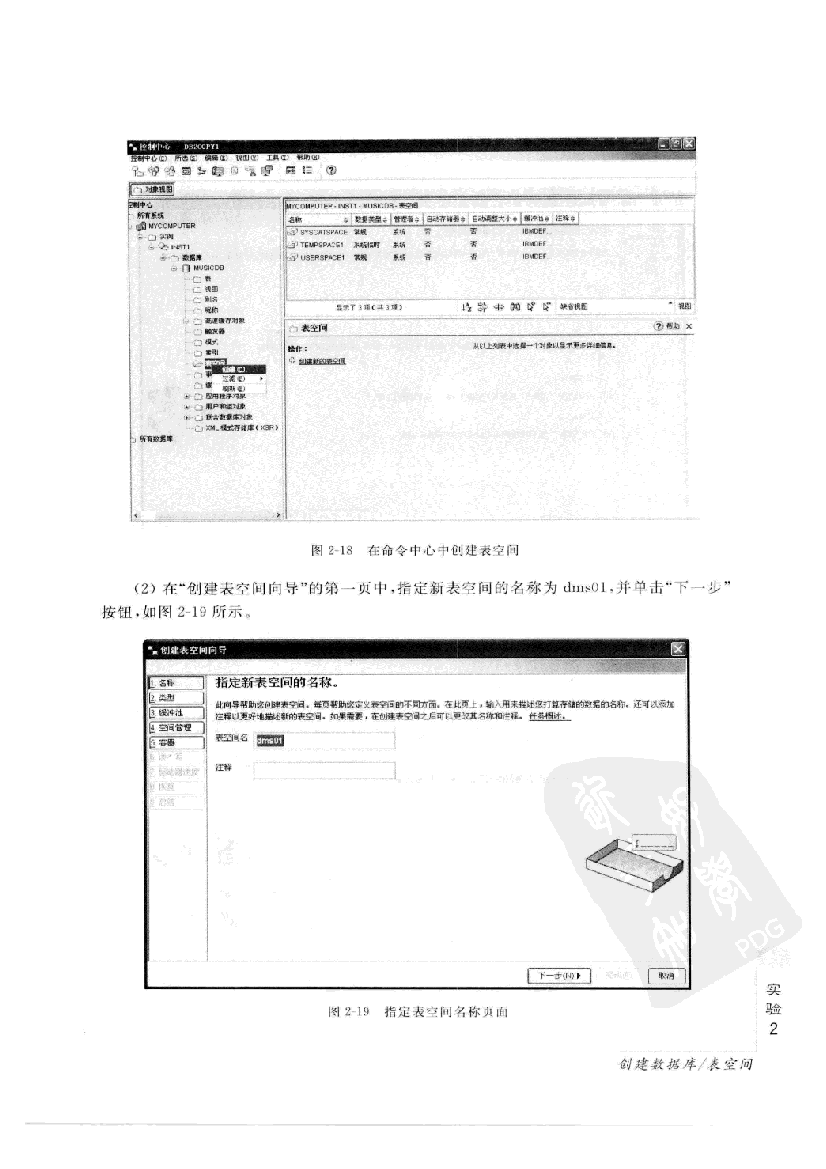 控制中心 DB2COPY1
控制中心(C) 所选(S) 编辑(E) 视图(V) 工具(T) 帮助(H)
对象视图
控制中心
所有系统
MYCOMPUTER
实例
INST1
数据库
MUSICDB
表
视图
别名
昵称
高速缓存对象
触发器
模式
索引
表空间
创建(C)
过滤(E)
刷新(E)
应用程序对象
用户和组对象
联合数据库对象
XML 模式存储库(XSR)
所有数据库
MYCOMPUTER - INST1 - MUSICDB - 表空间
名称 数据类型 管理者 自动存储器 自动调整大小 缓冲池 注释
SYSCATSPACE 常规 系统 否 否 IBMDEF
TEMPSPACE1 系统临时 系统 否 否 IBMDEF
USERSPACE1 常规 系统 否 否 IBMDEF
显示了 3 项(共 3 项)
缺省视图
视图
表空间
帮助
操作:
创建新的表空间
从以上列表中选择一个对象以显示更多详细信息。
图 2-18 在命令中心中创建表空间
(2) 在“创建表空间向导”的第一页中,指定新表空间的名称为 dms01,并单击“下一步”
按钮,如图 2-19 所示。
创建表空间向导
1. 名称
2. 类型
3. 缓冲池
4. 空间管理
5. 容器
指定新表空间的名称。
此向导帮助您创建表空间。每页帮助您定义表空间的不同方面。在此页上,输入用来描述您打算存储的数据的名称。还可以添加
注释以更好地描述新的表空间。如果需要,在创建表空间之后可以更改其名称和注释。 任务概述。
表空间名 dms01
注释
下一步(N)
取消
图 2-19 指定表空间名称页面
PDG
实
验
2
创建数据库/表空间